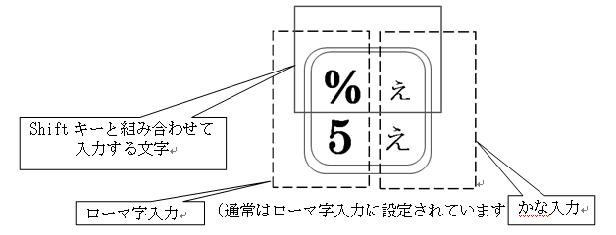 % ぇ
5 え
Shiftキーと組み合わせて
入力する文字
ローマ字入力
（通常はローマ字入力に設定されています
かな入力